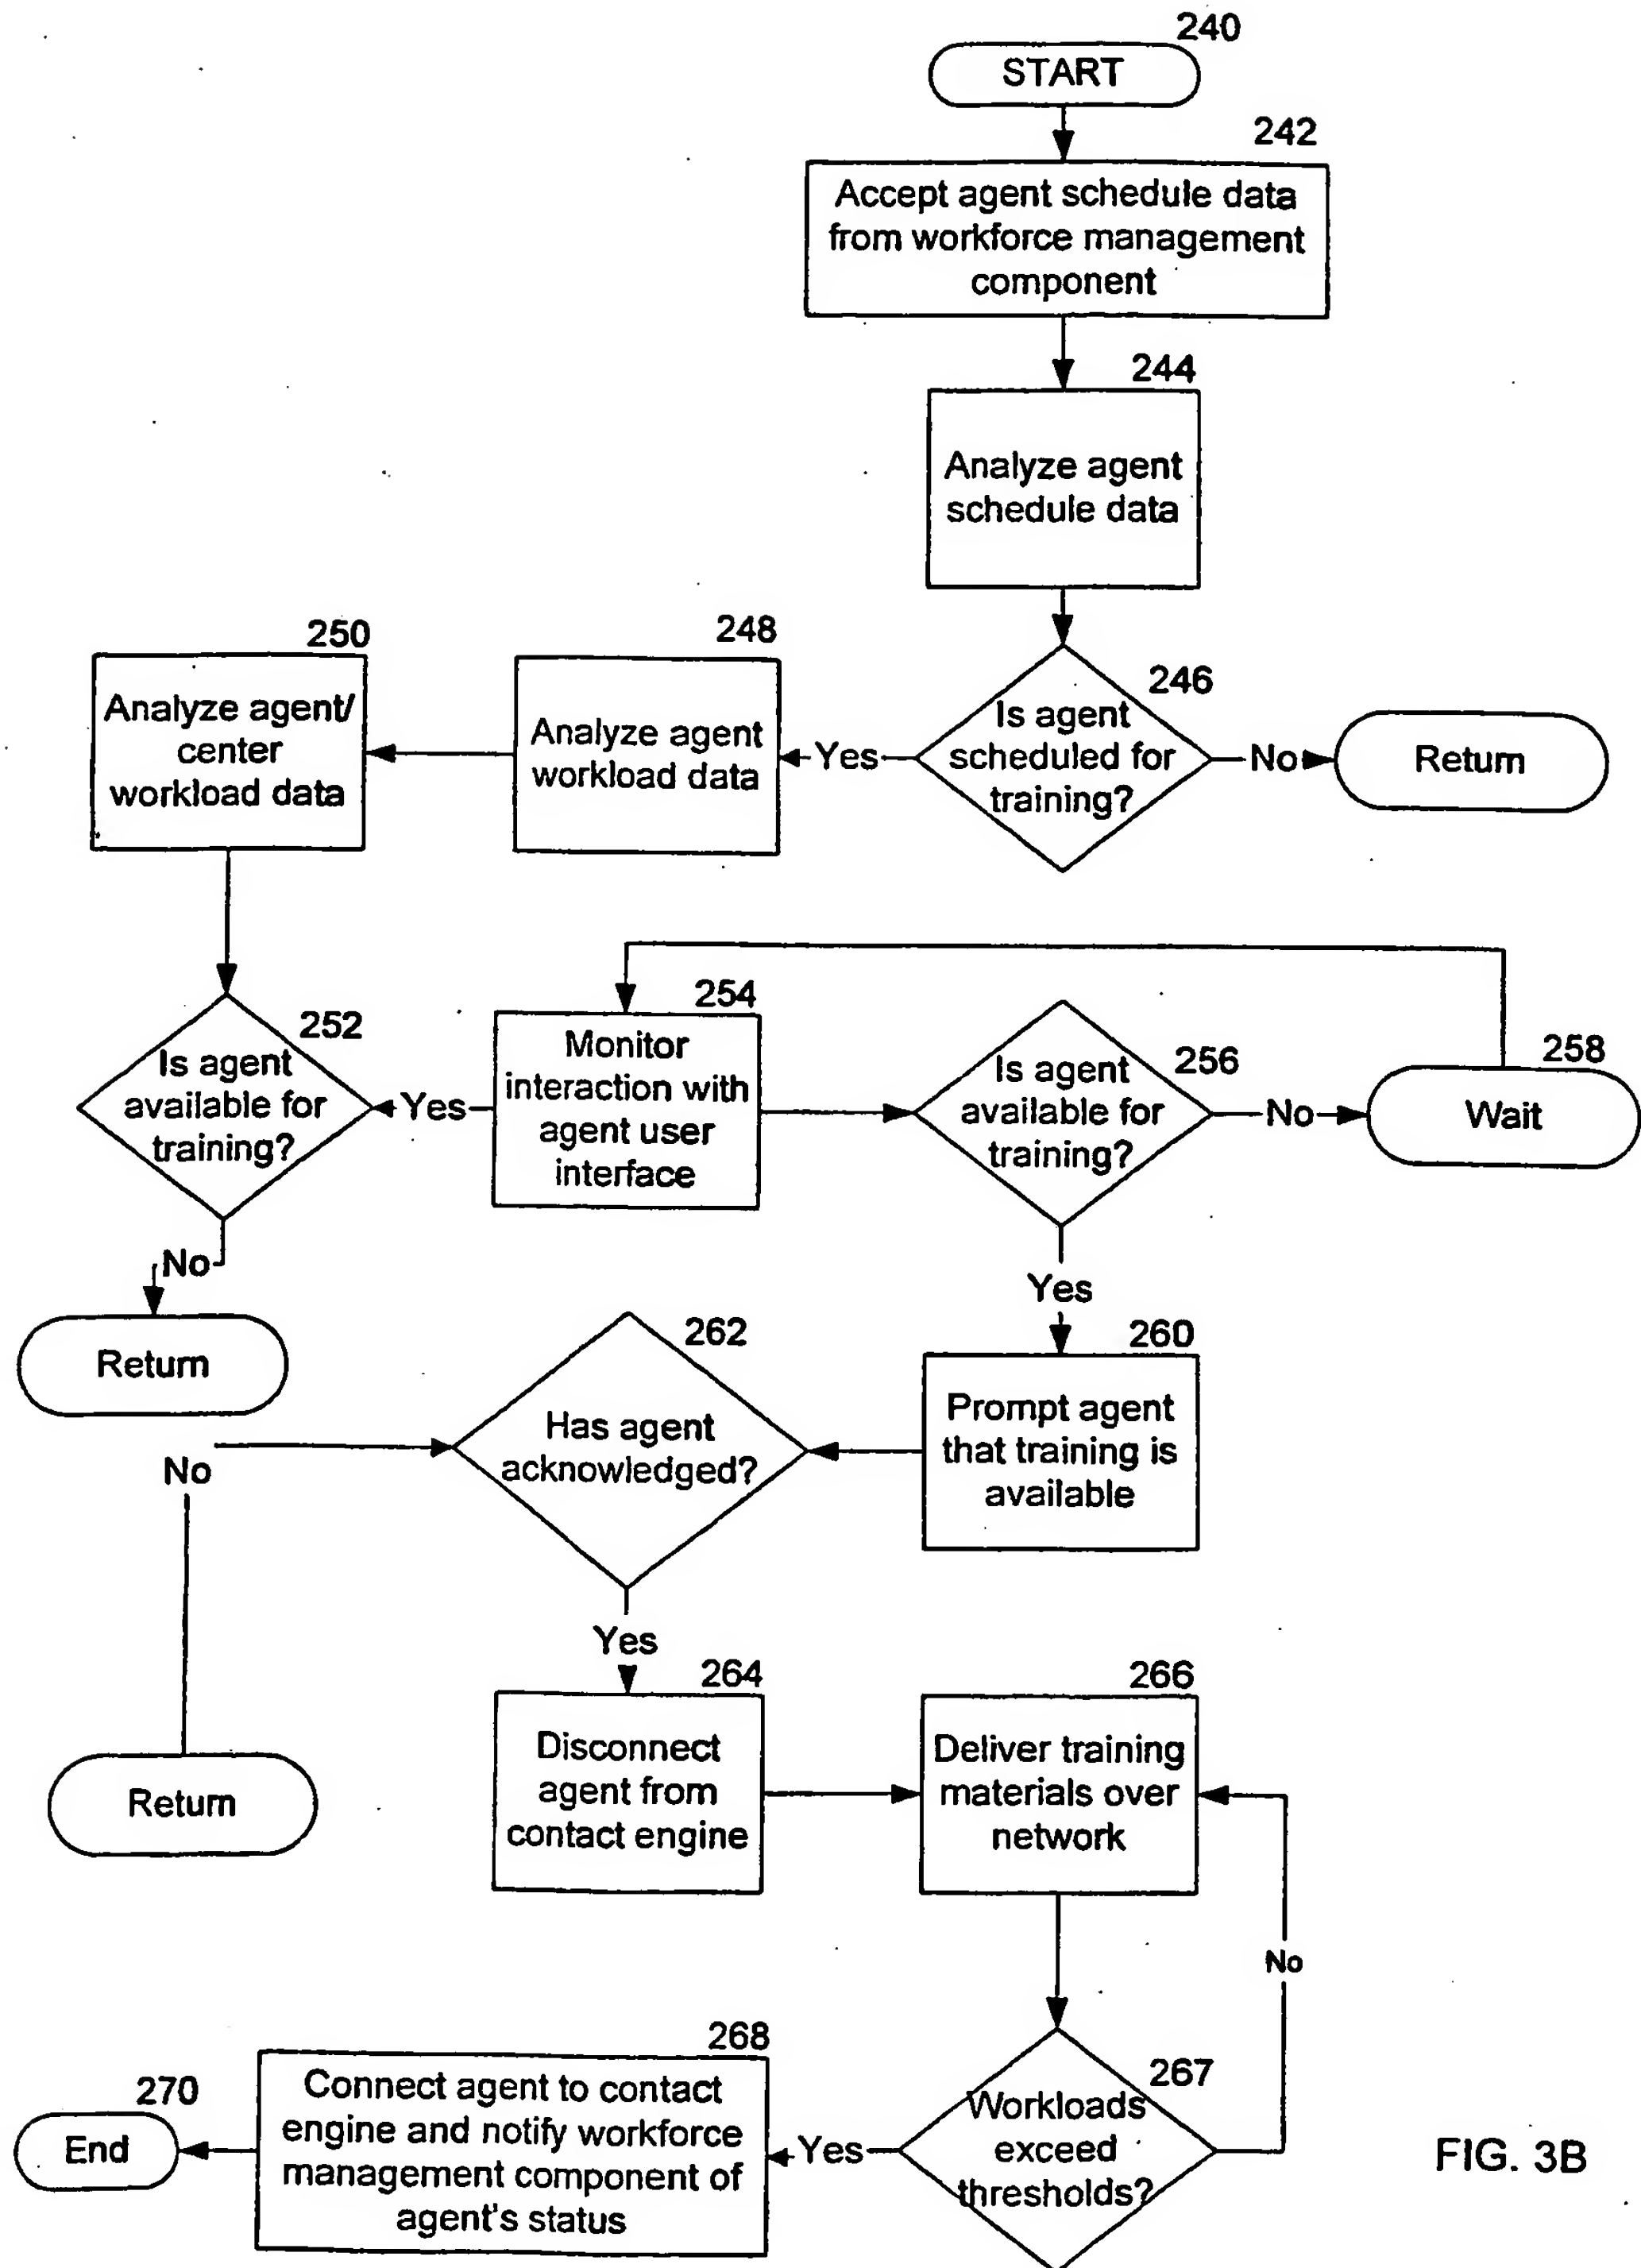 240
START
242
Accept agent schedule data
from workforce management
component
244
Analyze agent
schedule data
246
Is agent
scheduled for
training?
Yes
No
Return
248
Analyze agent
workload data
250
Analyze agent/
center
workload data
252
Is agent
available for
training?
Yes
No
Return
254
Monitor
interaction with
agent user
interface
256
Is agent
available for
training?
No
258
Wait
Yes
260
Prompt agent
that training is
available
262
Has agent
acknowledged?
No
Return
Yes
264
Disconnect
agent from
contact engine
266
Deliver training
materials over
network
No
267
Workloads
exceed
thresholds?
Yes
268
Connect agent to contact
engine and notify workforce
management component of
agent's status
270
End
FIG. 3B